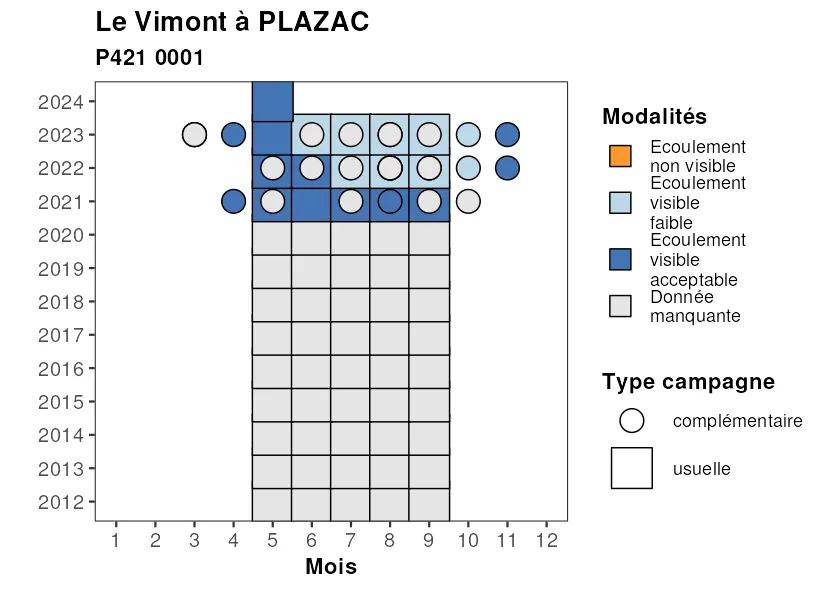 Le Vimont à PLAZAC
P421 0001
2024
2023
2022
2021
2020
2019
2018
2017
2016
2015
2014
2013
2012
1 2 3 4 5 6 7 8 9 10 11 12
Mois
Modalités
Ecoulement
non visible
Ecoulement
visible
faible
Ecoulement
visible
acceptable
Donnée
manquante
Type campagne
complémentaire
usuelle